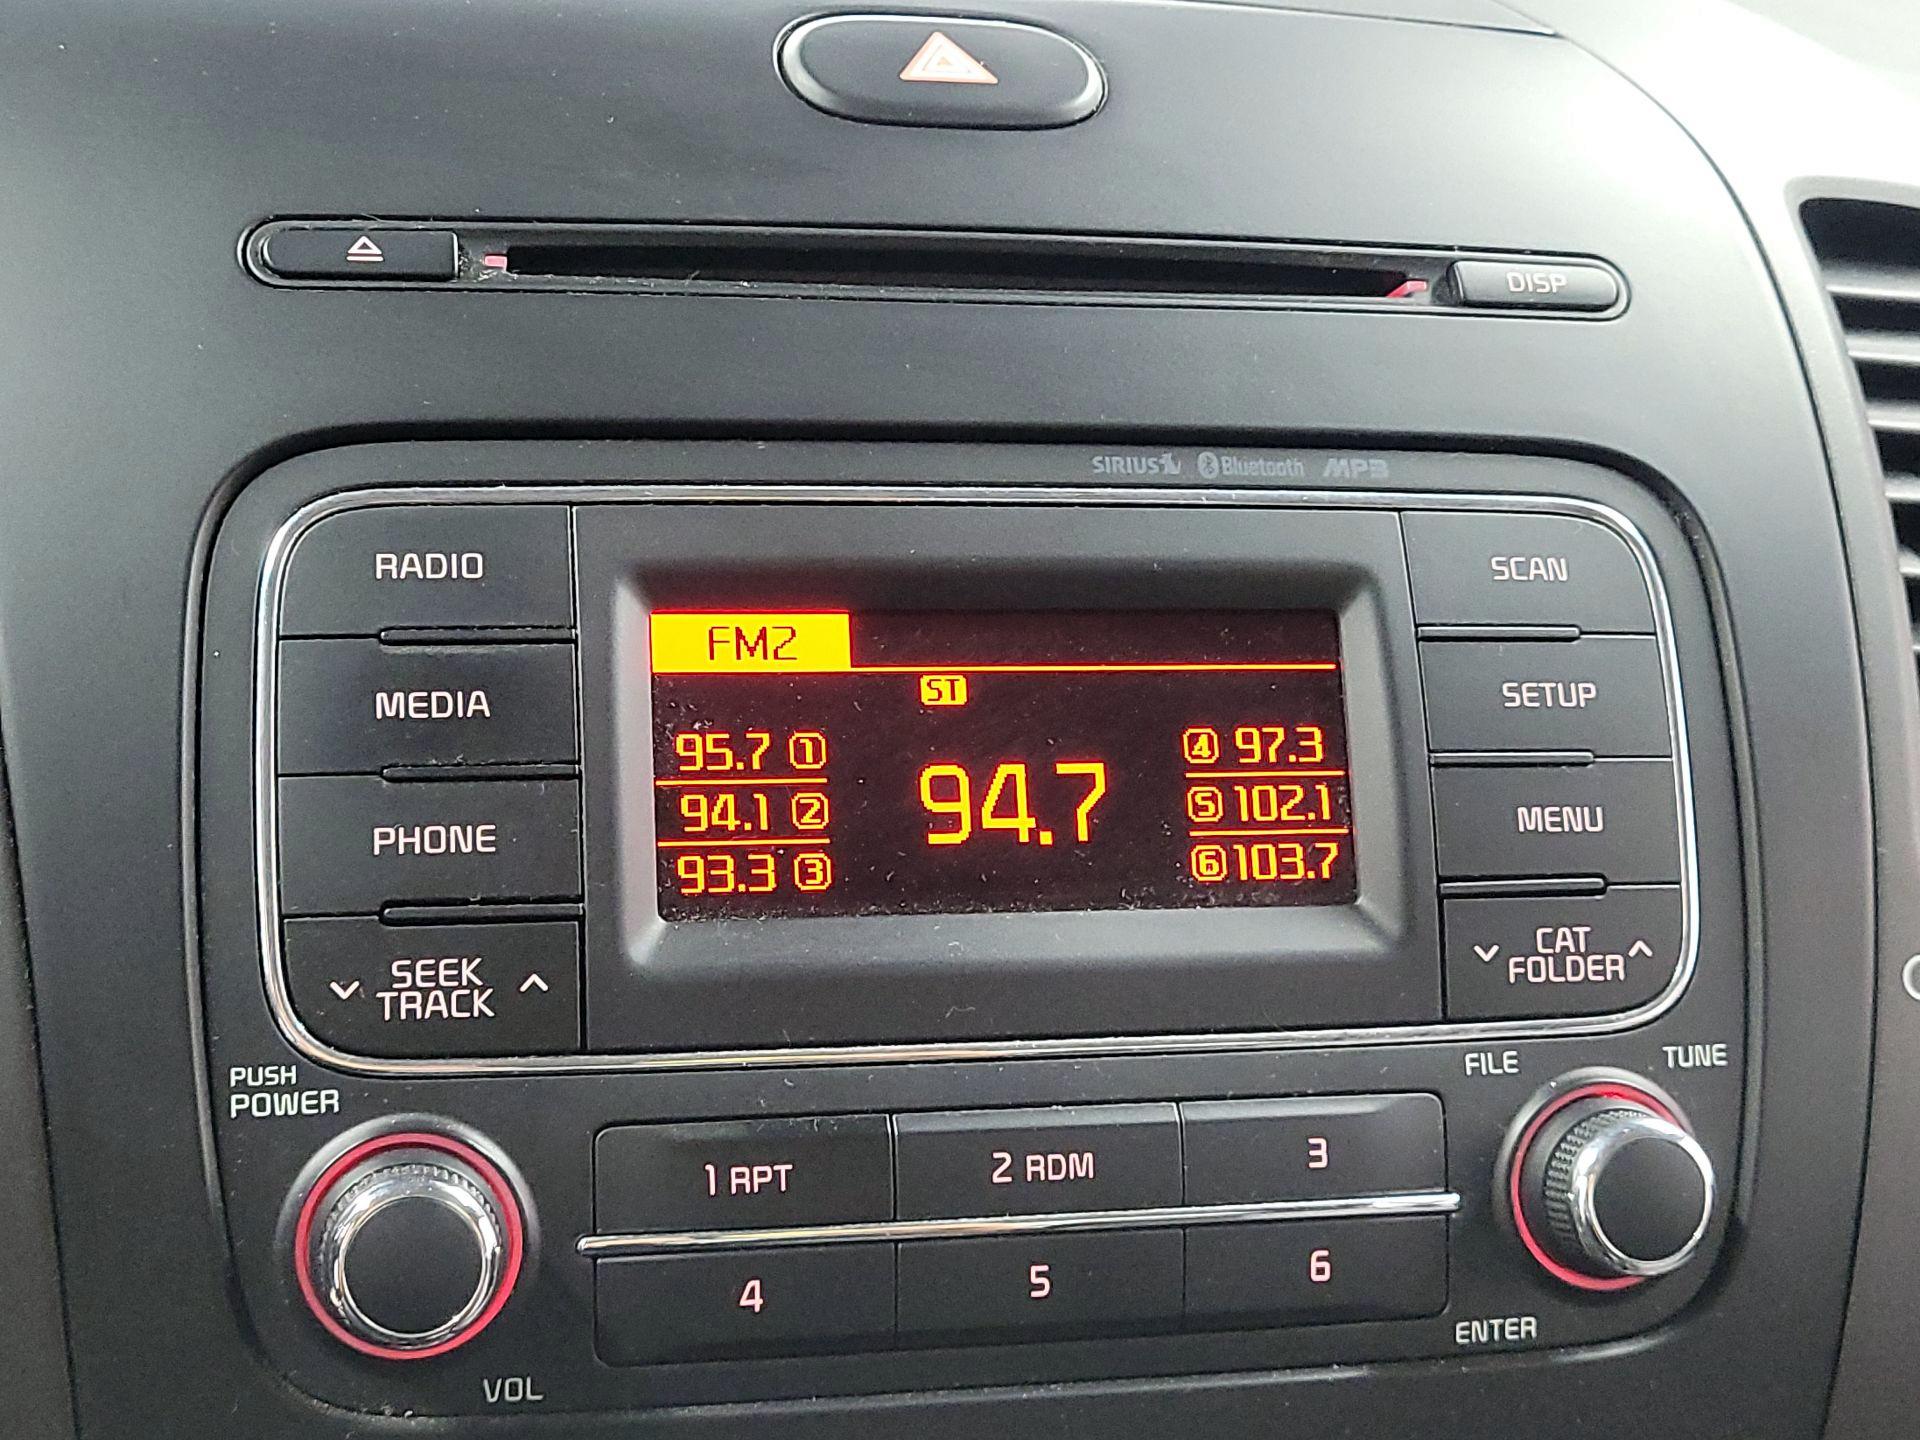 DISP
SIRIUS Bluetooth MP3
RADIO
MEDIA
PHONE
SEEK
TRACK
FM2
ST
95.7 1
94.1 2
93.3 3
94.7
4 97.3
5 102.1
6 103.7
SCAN
SETUP
MENU
CAT
FOLDER
PUSH
POWER
VOL
1 RPT
2 RDM
3
4
5
6
FILE
TUNE
ENTER